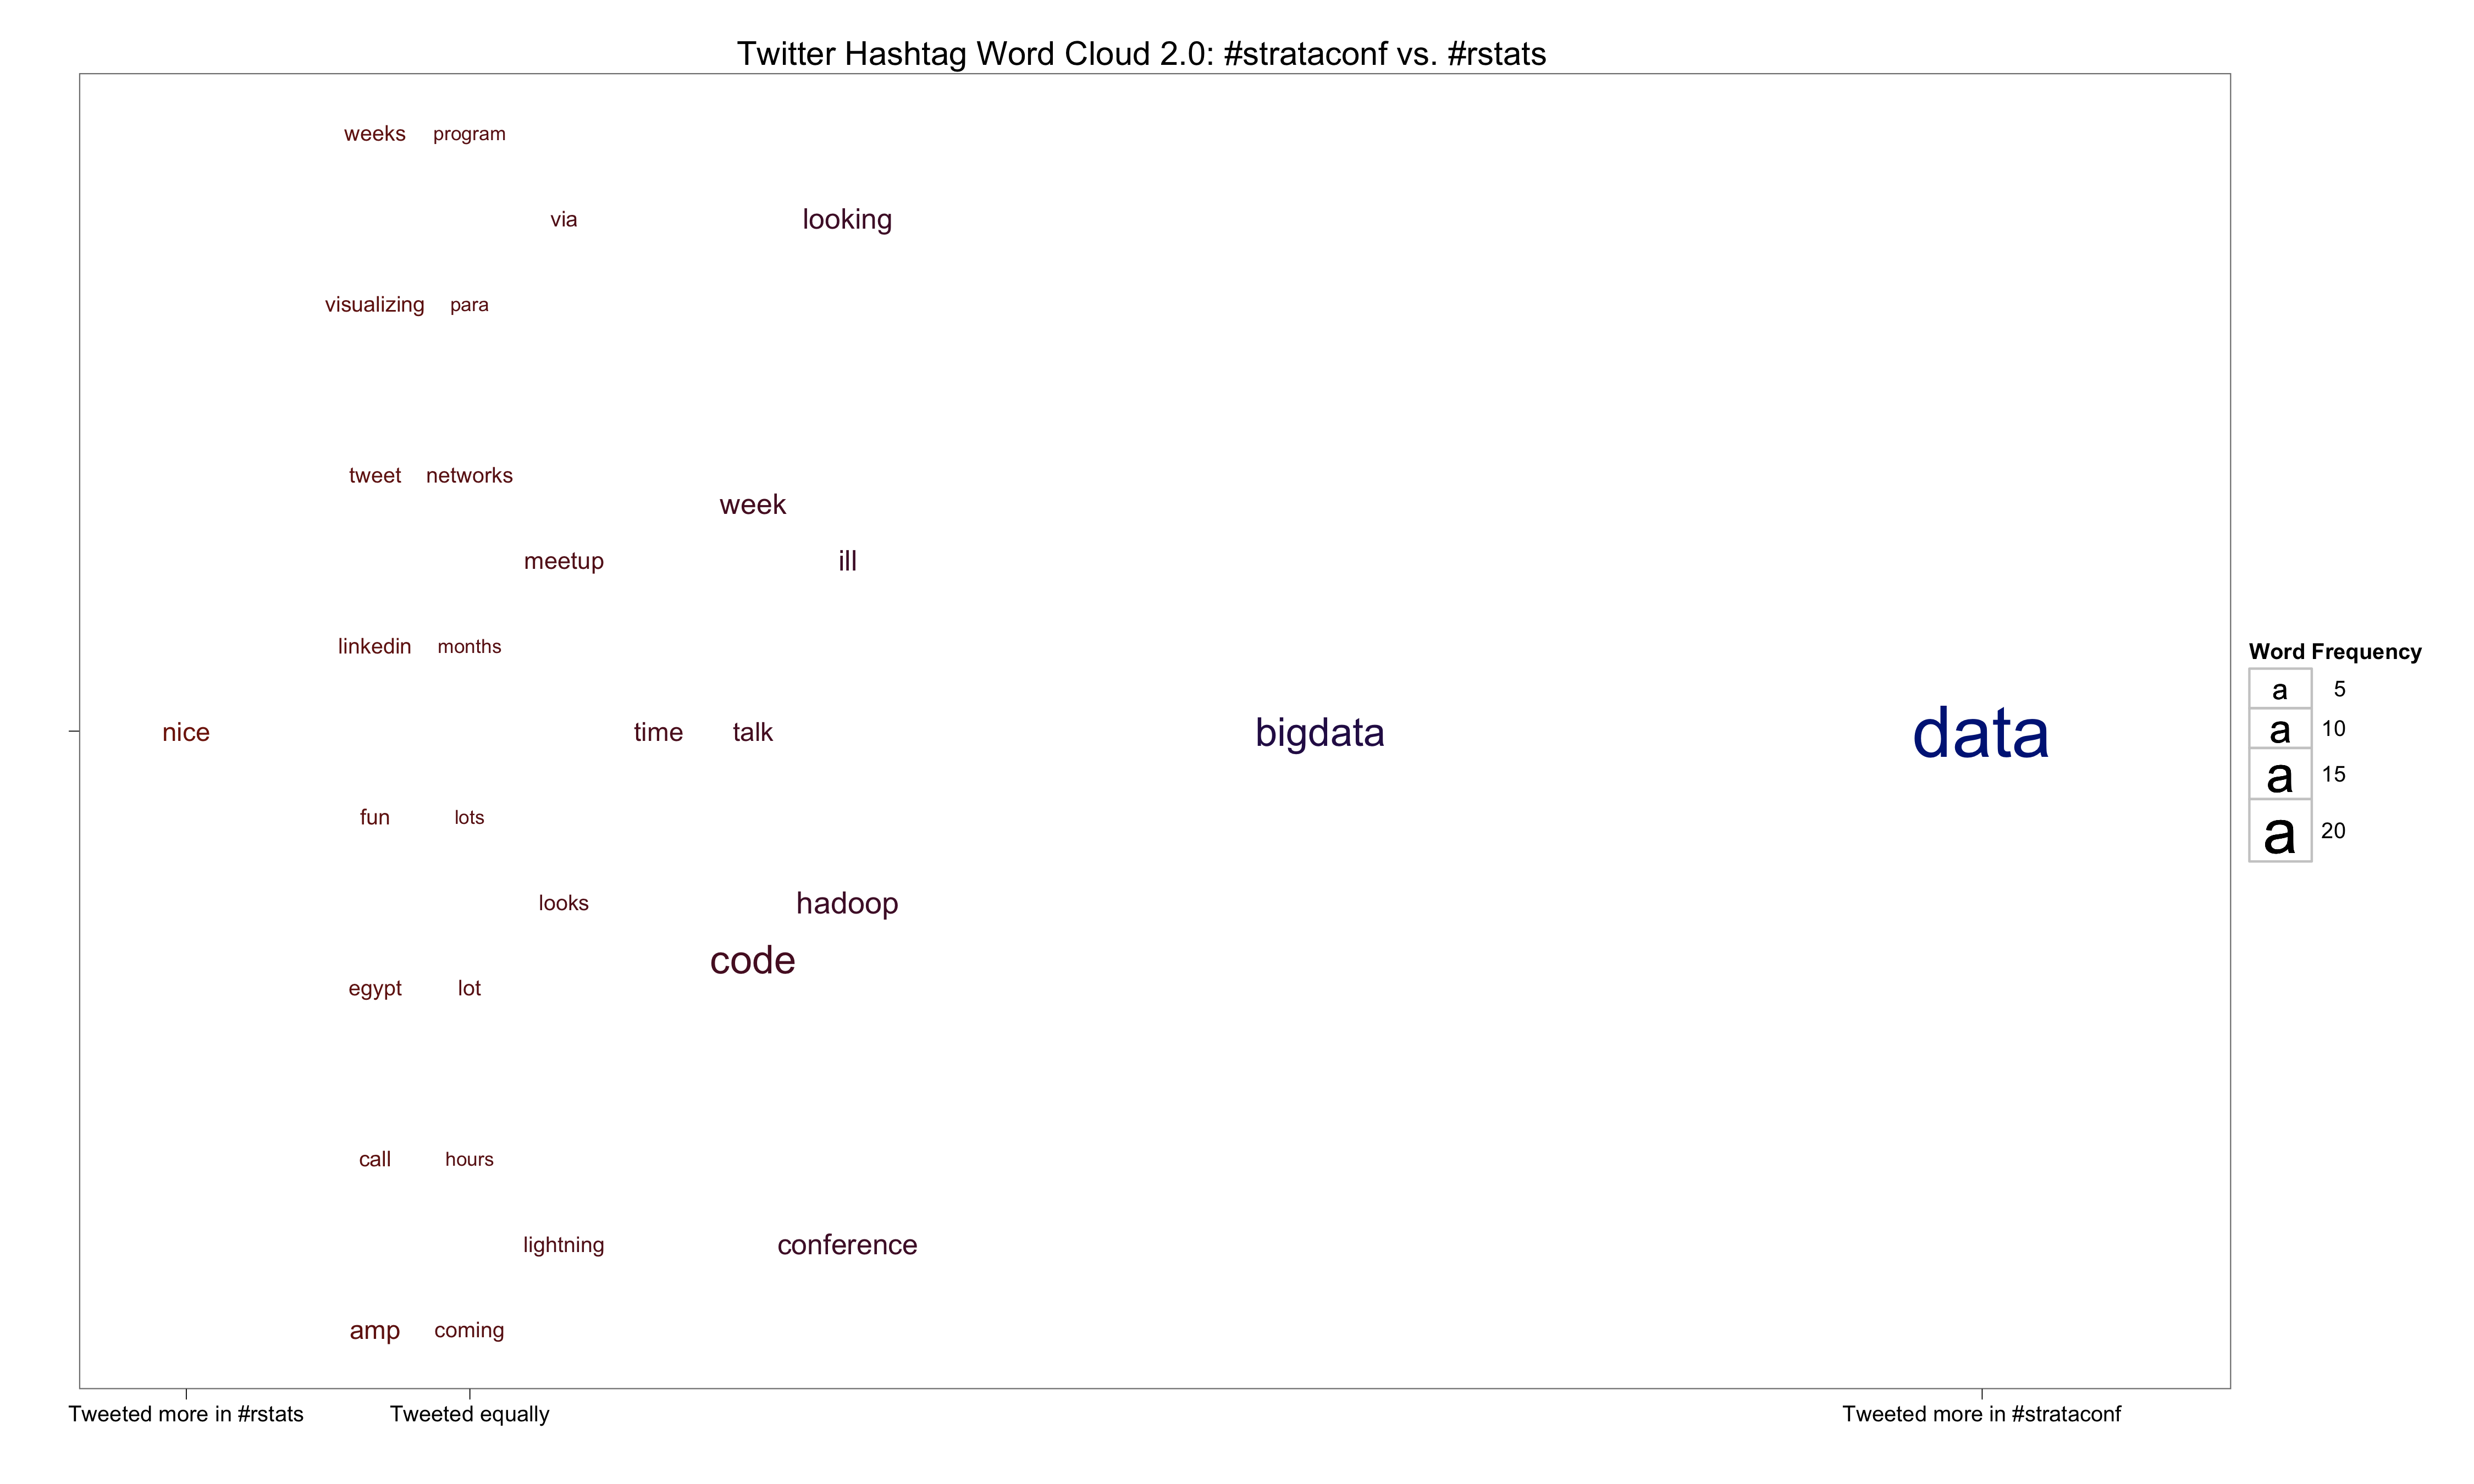 Twitter Hashtag Word Cloud 2.0: #strataconf vs. #rstats
weeks program
via looking
visualizing para
tweet networks
week
meetup ill
linkedin months
nice time talk bigdata data
fun lots
looks hadoop
code
egypt lot
call hours
lightning conference
amp coming
Tweeted more in #rstats Tweeted equally Tweeted more in #strataconf
Word Frequency
a 5
a 10
a 15
a 20